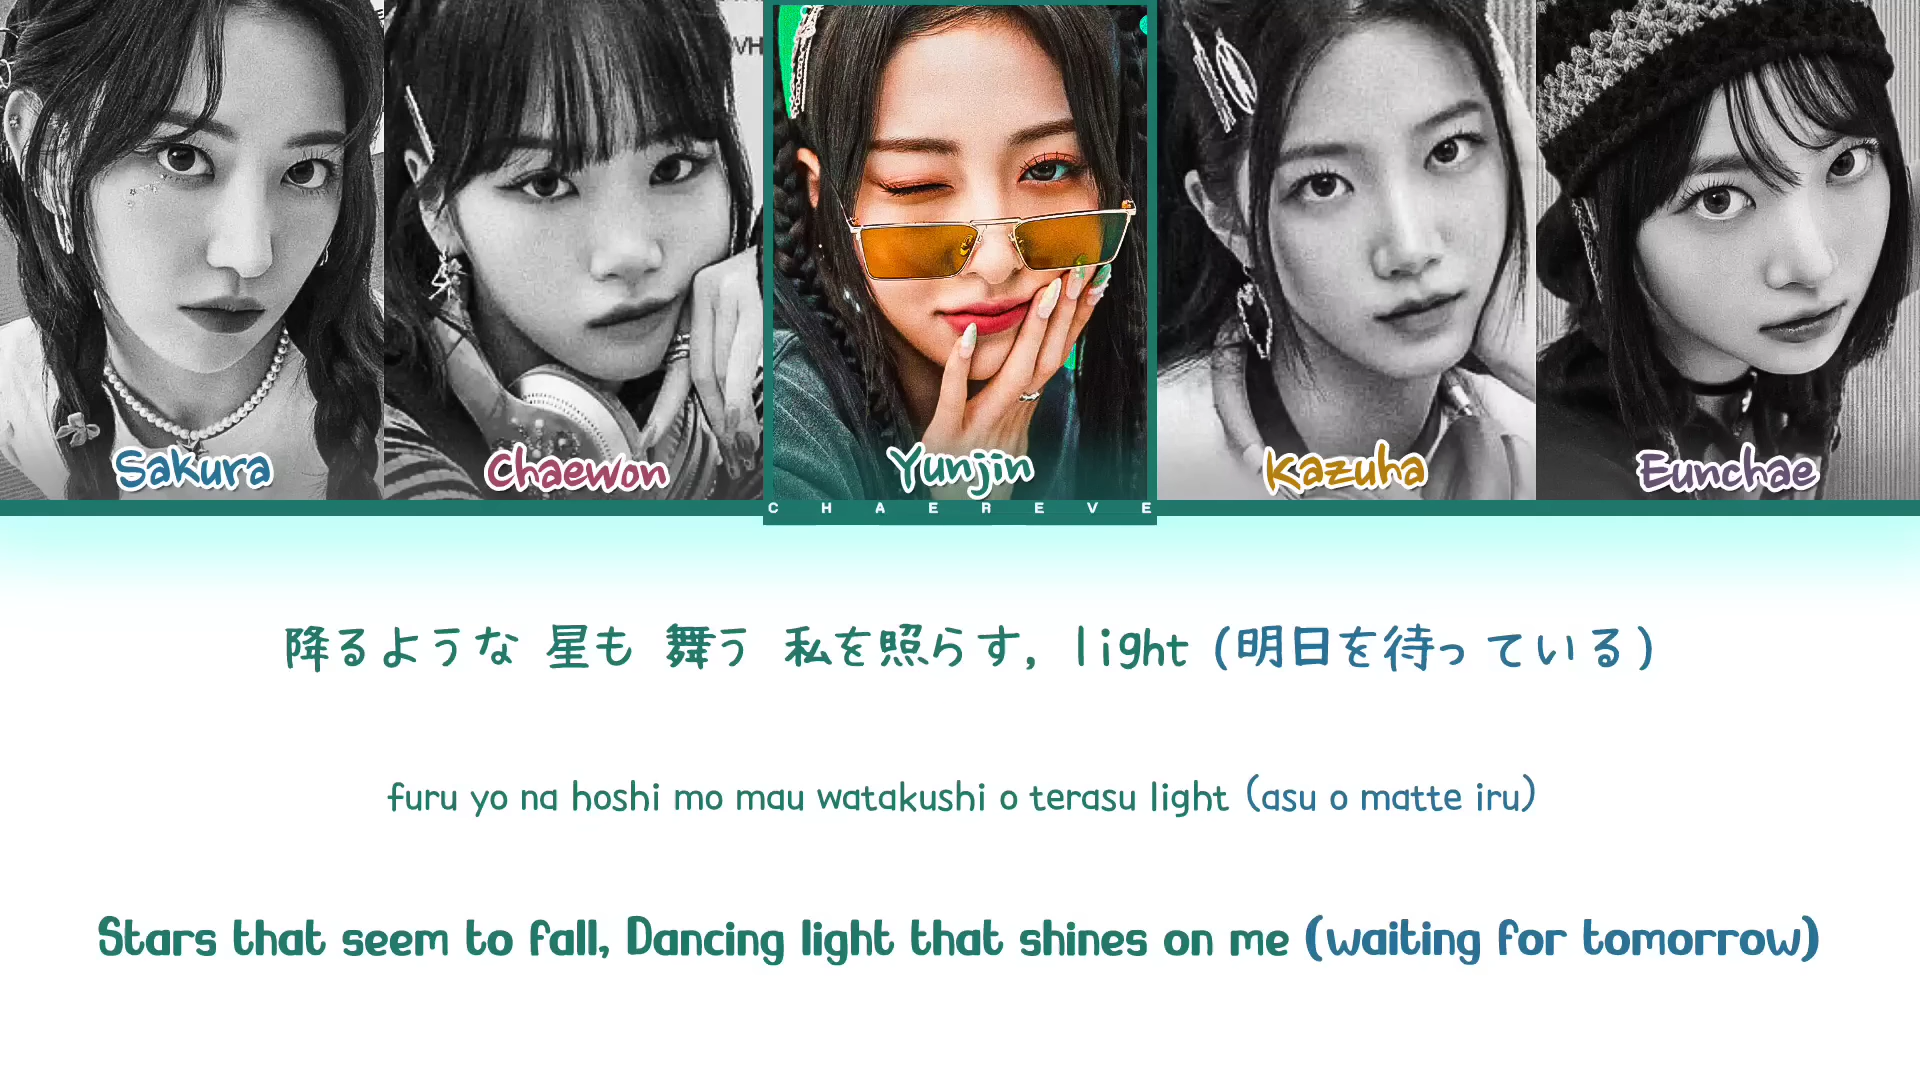 WH
Sakura
Chaewon
Yunjin
Kazuha
Eunchae
CHAEREVE
降るような 星も 舞う 私を照らす, light (明日を待っている)
furu yo na hoshi mo mau watakushi o terasu light (asu o matte iru)
Stars that seem to fall, Dancing light that shines on me (waiting for tomorrow)